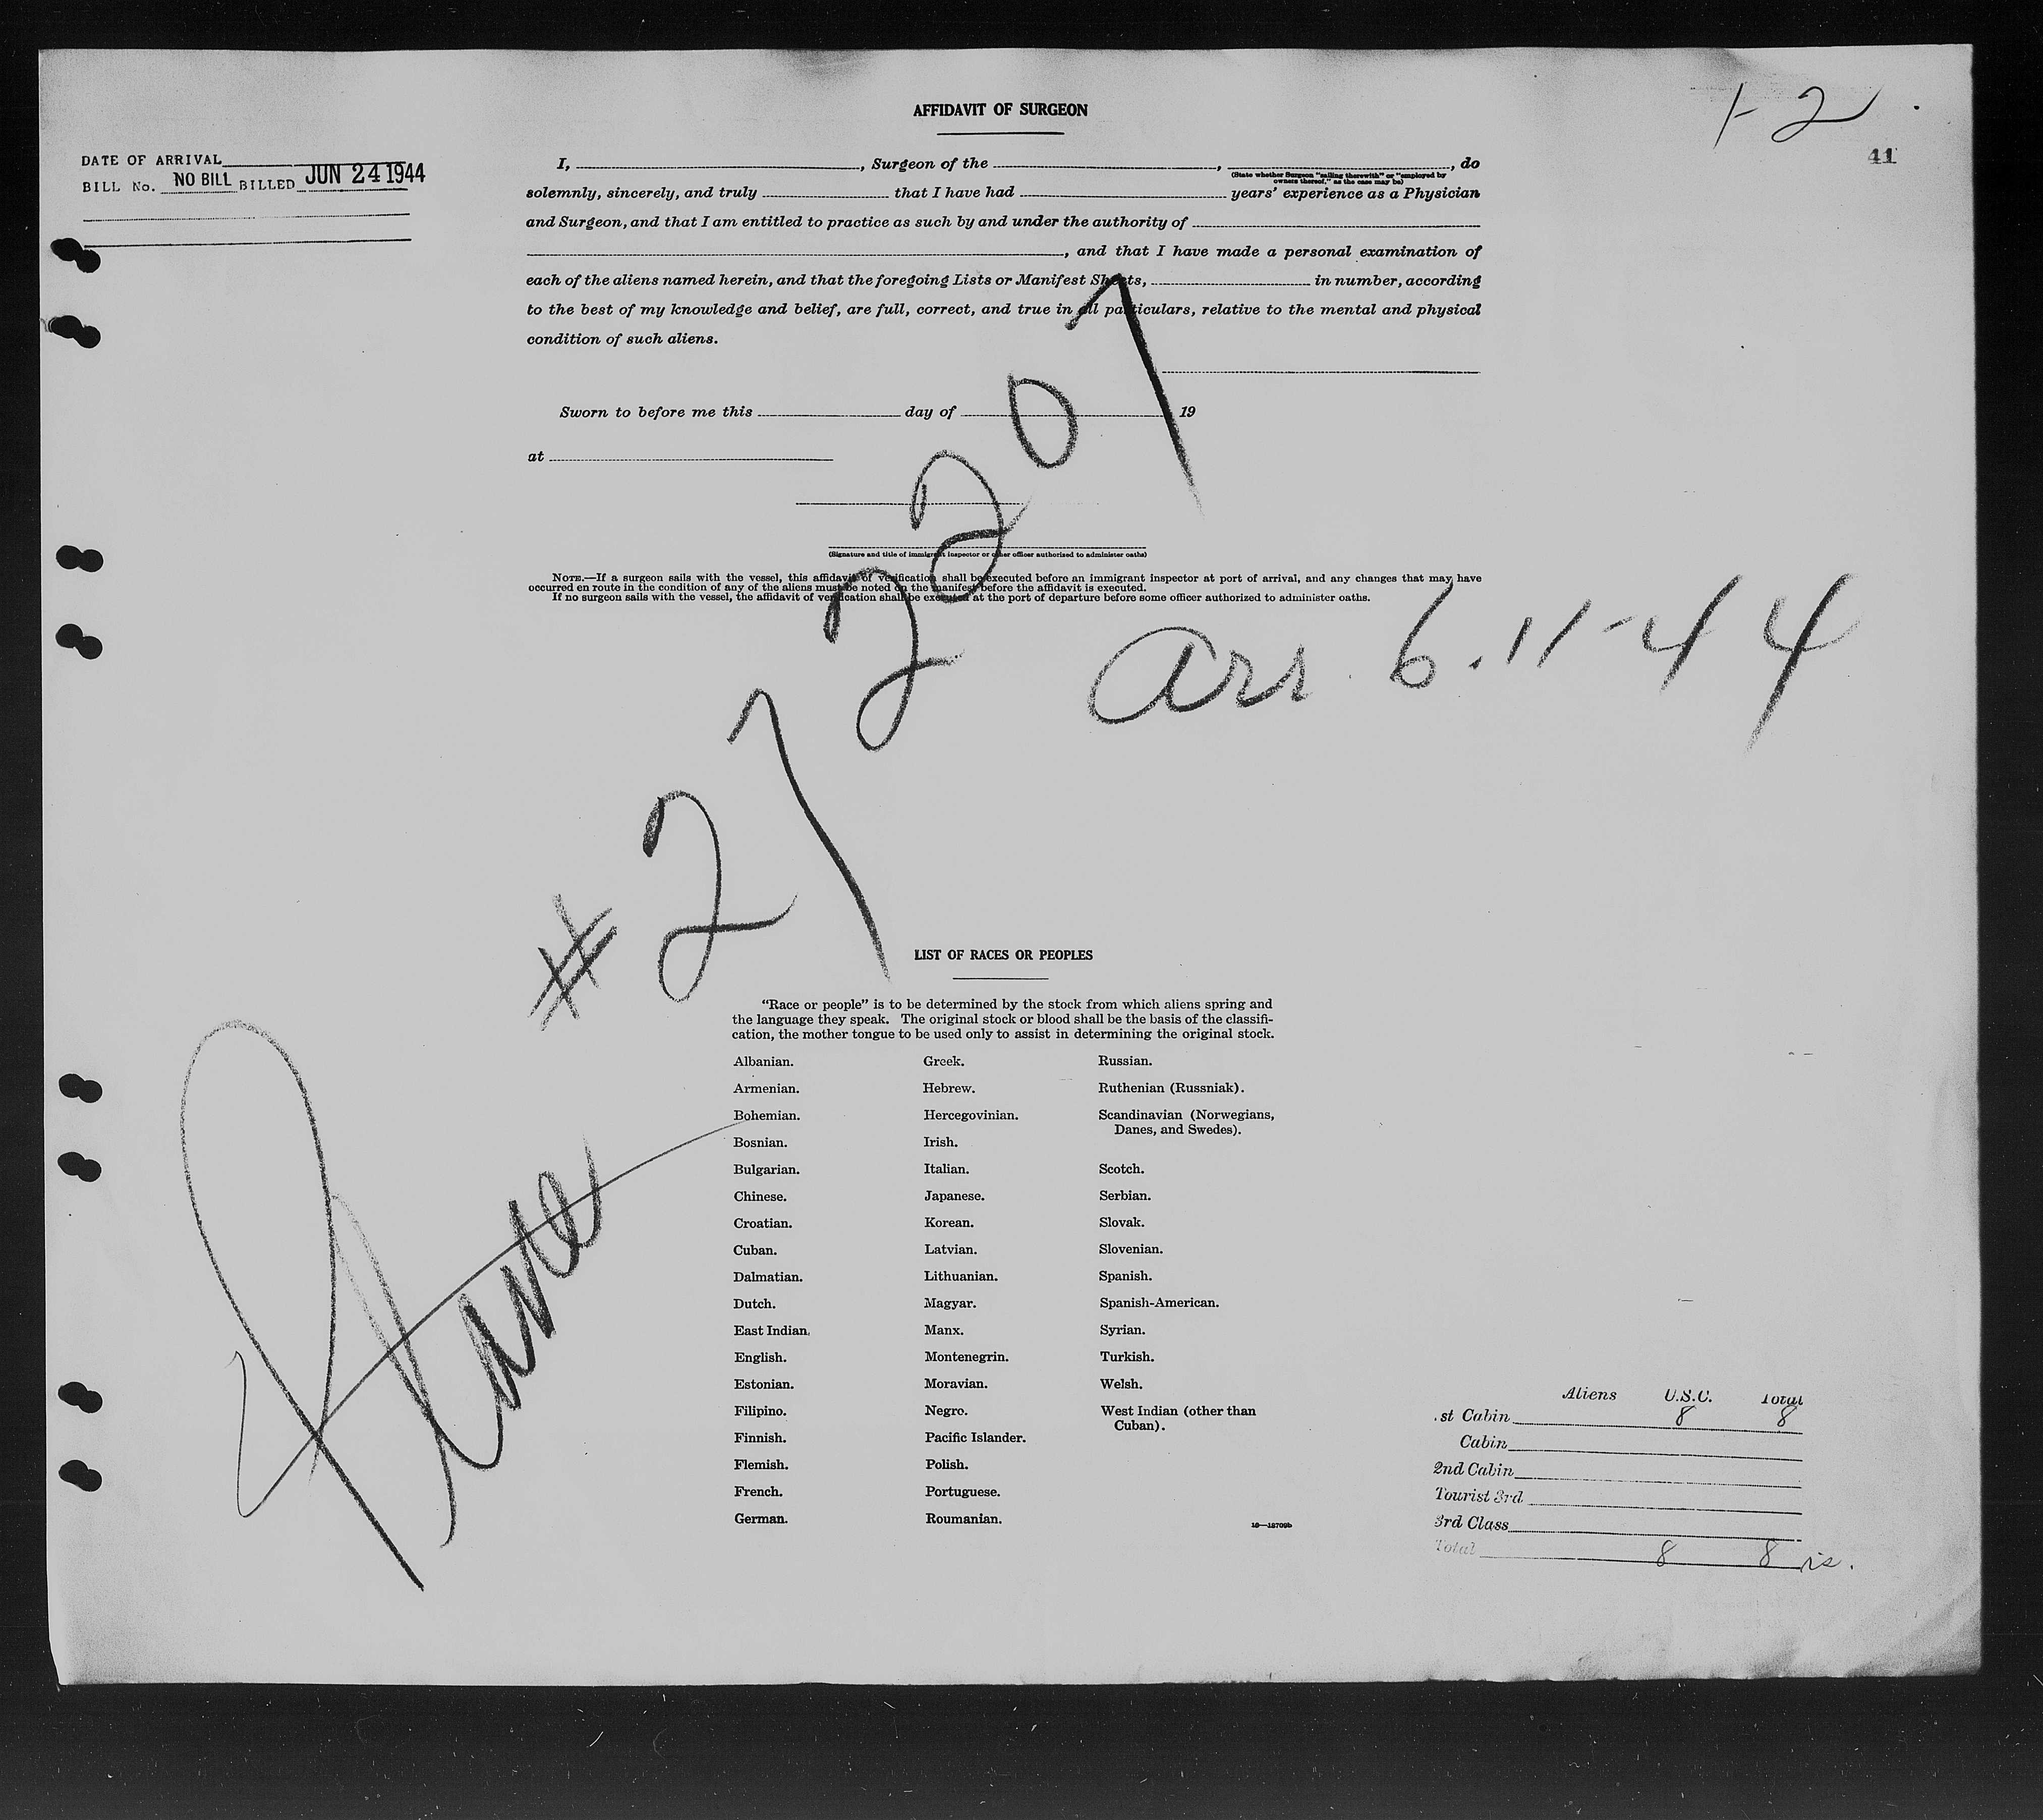 AFFIDAVIT OF SURGEON
1-2
41
DATE OF ARRIVAL
BILL No. NO BILL BILLED JUN 24 1944
I, , Surgeon of the , , do
(State whether Surgeon "sailing therewith" or "employed by
owners thereof," as the case may be)
solemnly, sincerely, and truly that I have had years' experience as a Physician
and Surgeon, and that I am entitled to practice as such by and under the authority of
, and that I have made a personal examination of
each of the aliens named herein, and that the foregoing Lists or Manifest Sheets, in number, according
to the best of my knowledge and belief, are full, correct, and true in all particulars, relative to the mental and physical
condition of such aliens.
Sworn to before me this day of 19
at
(Signature and title of immigrant inspector or other officer authorized to administer oaths)
NOTE.—If a surgeon sails with the vessel, this affidavit of verification shall be executed before an immigrant inspector at port of arrival, and any changes that may have
occurred en route in the condition of any of the aliens must be noted on the manifest before the affidavit is executed.
If no surgeon sails with the vessel, the affidavit of verification shall be executed at the port of departure before some officer authorized to administer oaths.
arr. 6.11-44
Plane #272207
LIST OF RACES OR PEOPLES
"Race or people" is to be determined by the stock from which aliens spring and
the language they speak. The original stock or blood shall be the basis of the classifi-
cation, the mother tongue to be used only to assist in determining the original stock.
Albanian.
Armenian.
Bohemian.
Bosnian.
Bulgarian.
Chinese.
Croatian.
Cuban.
Dalmatian.
Dutch.
East Indian.
English.
Estonian.
Filipino.
Finnish.
Flemish.
French.
German.
Greek.
Hebrew.
Hercegovinian.
Irish.
Italian.
Japanese.
Korean.
Latvian.
Lithuanian.
Magyar.
Manx.
Montenegrin.
Moravian.
Negro.
Pacific Islander.
Polish.
Portuguese.
Roumanian.
Russian.
Ruthenian (Russniak).
Scandinavian (Norwegians,
Danes, and Swedes).
Scotch.
Serbian.
Slovak.
Slovenian.
Spanish.
Spanish-American.
Syrian.
Turkish.
Welsh.
West Indian (other than
Cuban).
16—18709b
Aliens U.S.C. Total
st Cabin 8 8
Cabin
2nd Cabin
Tourist 3rd
3rd Class
Total 8 8